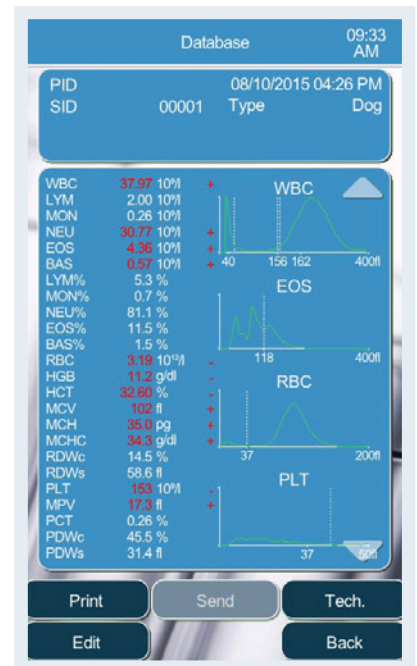 Database
09:33
AM
PID 08/10/2015 04:26 PM
SID 00001 Type Dog
WBC 37.97 10⁹/l +
LYM 2.00 10⁹/l
MON 0.26 10⁹/l
NEU 30.77 10⁹/l +
EOS 4.36 10⁹/l +
BAS 0.57 10⁹/l +
LYM% 5.3 %
MON% 0.7 %
NEU% 81.1 %
EOS% 11.5 %
BAS% 1.5 %
RBC 3.19 10¹²/l -
HGB 11.2 g/dl -
HCT 32.60 % -
MCV 102 fl +
MCH 35.0 pg +
MCHC 34.3 g/dl +
RDWc 14.5 %
RDWs 58.6 fl
PLT 153 10⁹/l -
MPV 17.3 fl +
PCT 0.26 %
PDWc 45.5 %
PDWs 31.4 fl
WBC
40 156 162 400fl
EOS
118 400fl
RBC
37 200fl
PLT
37 50fl
Print Send Tech.
Edit Back